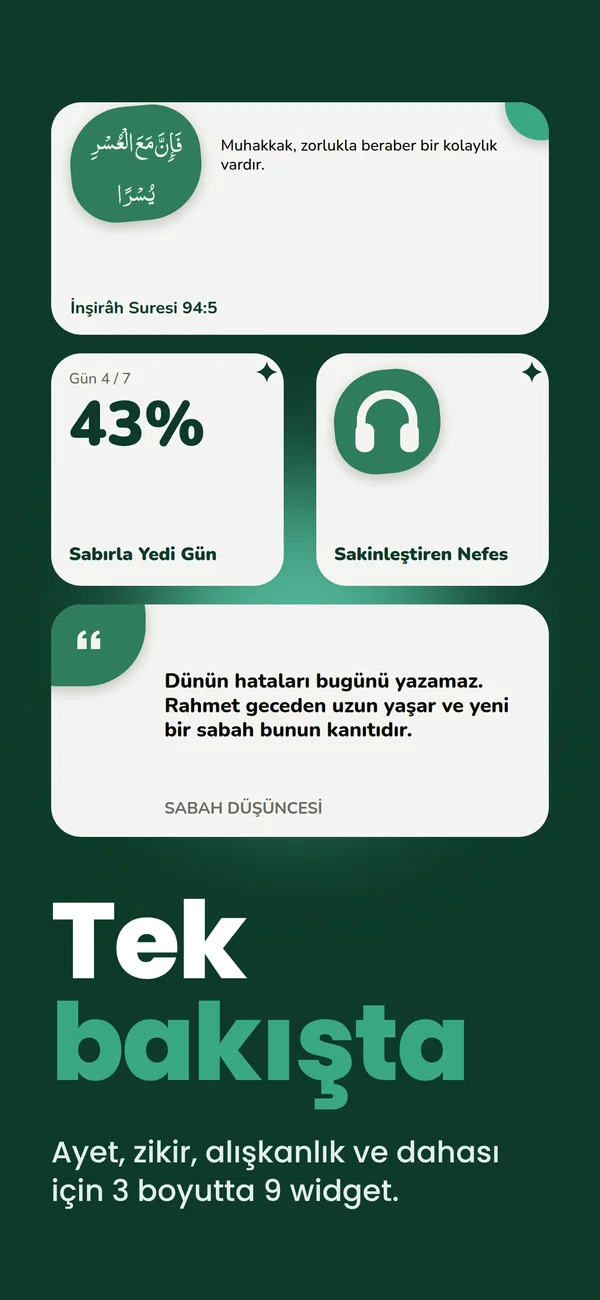 فَإِنَّ مَعَ الْعُسْرِ
يُسْرًا
Muhakkak, zorlukla beraber bir kolaylık
vardır.
İnşirâh Suresi 94:5
Gün 4 / 7
43%
Sabırla Yedi Gün
Sakinleştiren Nefes
“
Dünün hataları bugünü yazamaz.
Rahmet geceden uzun yaşar ve yeni
bir sabah bunun kanıtıdır.
SABAH DÜŞÜNCESİ
Tek
bakışta
Ayet, zikir, alışkanlık ve dahası
için 3 boyutta 9 widget.